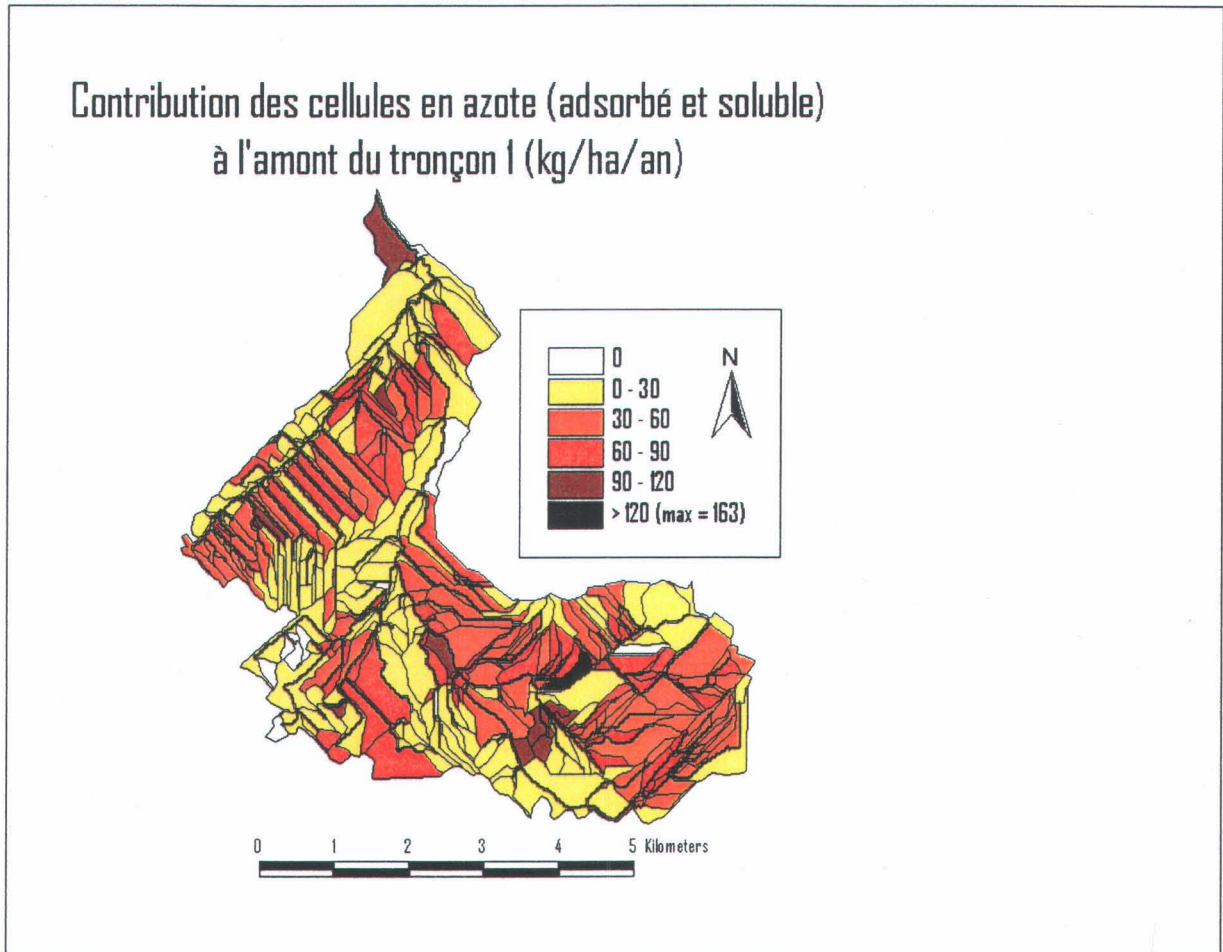 Contribution des cellules en azote (adsorbé et soluble)
à l'amont du tronçon 1 (kg/ha/an)
N
0
0 - 30
30 - 60
60 - 90
90 - 120
> 120 (max = 163)
0 1 2 3 4 5 Kilometers